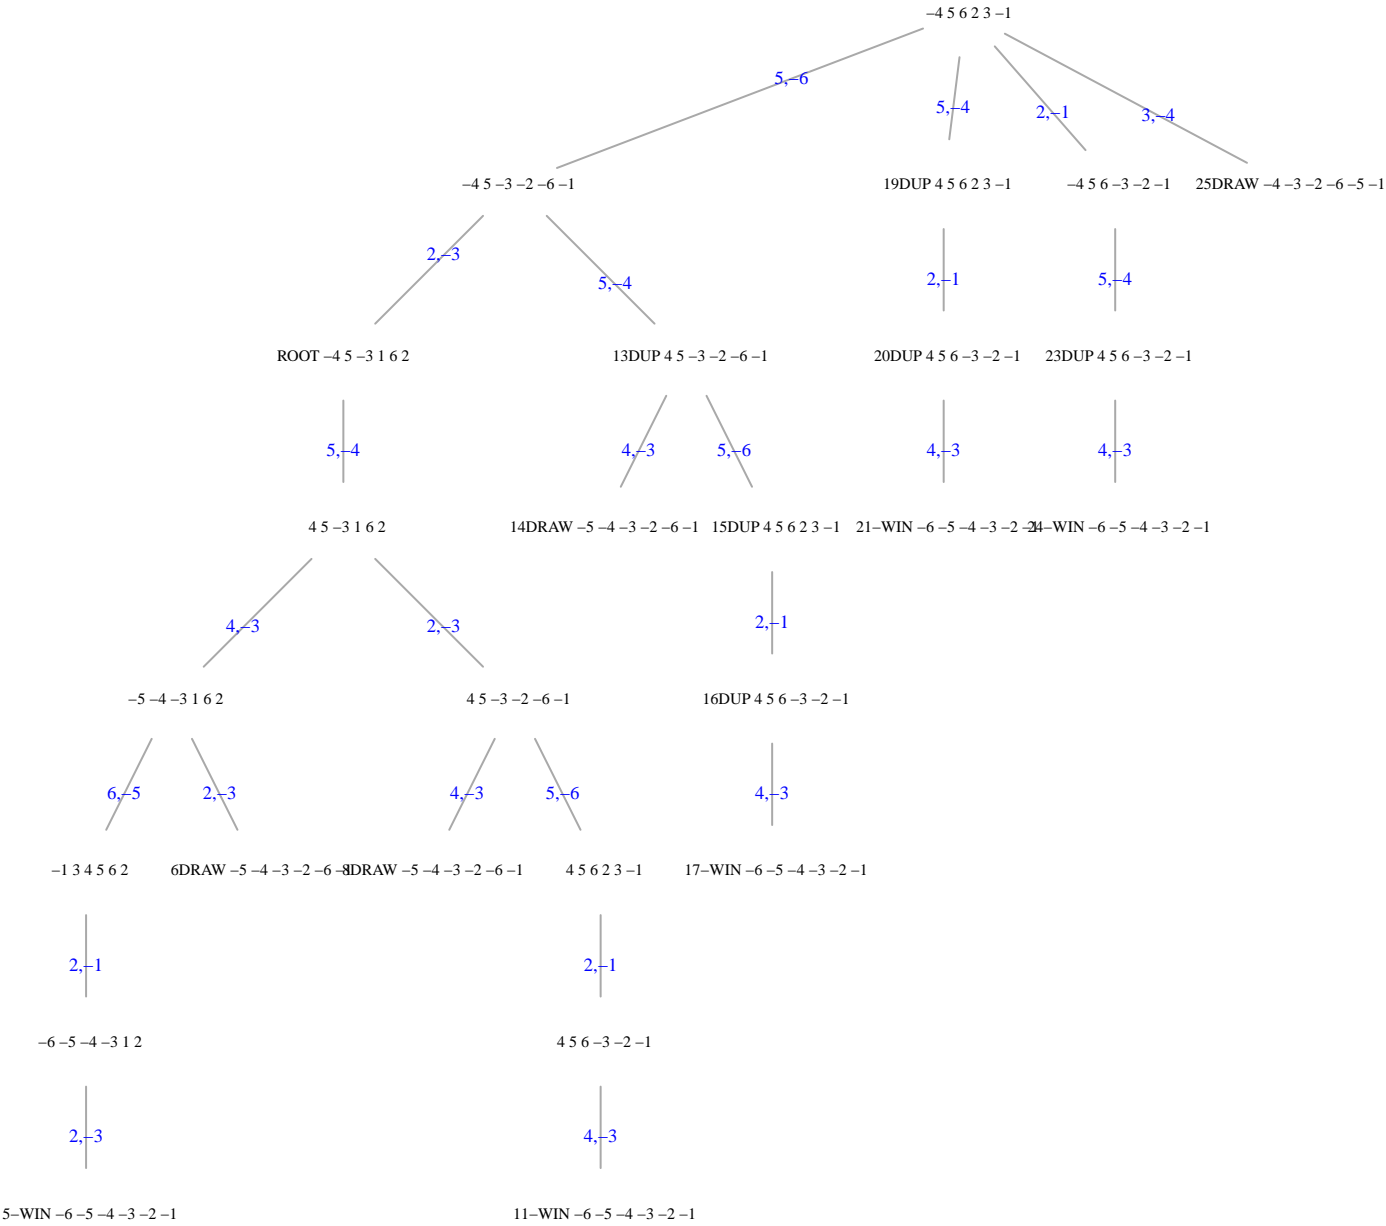 −4 5 6 2 3 −1
5,−6
5,−4
2,−1
3,−4
−4 5 −3 −2 −6 −1
19DUP 4 5 6 2 3 −1
−4 5 6 −3 −2 −1
25DRAW −4 −3 −2 −6 −5 −1
2,−3
5,−4
2,−1
5,−4
ROOT −4 5 −3 1 6 2
13DUP 4 5 −3 −2 −6 −1
20DUP 4 5 6 −3 −2 −1
23DUP 4 5 6 −3 −2 −1
5,−4
4,−3
5,−6
4,−3
4,−3
4 5 −3 1 6 2
14DRAW −5 −4 −3 −2 −6 −1
15DUP 4 5 6 2 3 −1
21−WIN −6 −5 −4 −3 −2 −1
24−WIN −6 −5 −4 −3 −2 −1
4,−3
2,−3
2,−1
−5 −4 −3 1 6 2
4 5 −3 −2 −6 −1
16DUP 4 5 6 −3 −2 −1
6,−5
2,−3
4,−3
5,−6
4,−3
−1 3 4 5 6 2
6DRAW −5 −4 −3 −2 −6 −1
8DRAW −5 −4 −3 −2 −6 −1
4 5 6 2 3 −1
17−WIN −6 −5 −4 −3 −2 −1
2,−1
2,−1
−6 −5 −4 −3 1 2
4 5 6 −3 −2 −1
2,−3
4,−3
5−WIN −6 −5 −4 −3 −2 −1
11−WIN −6 −5 −4 −3 −2 −1